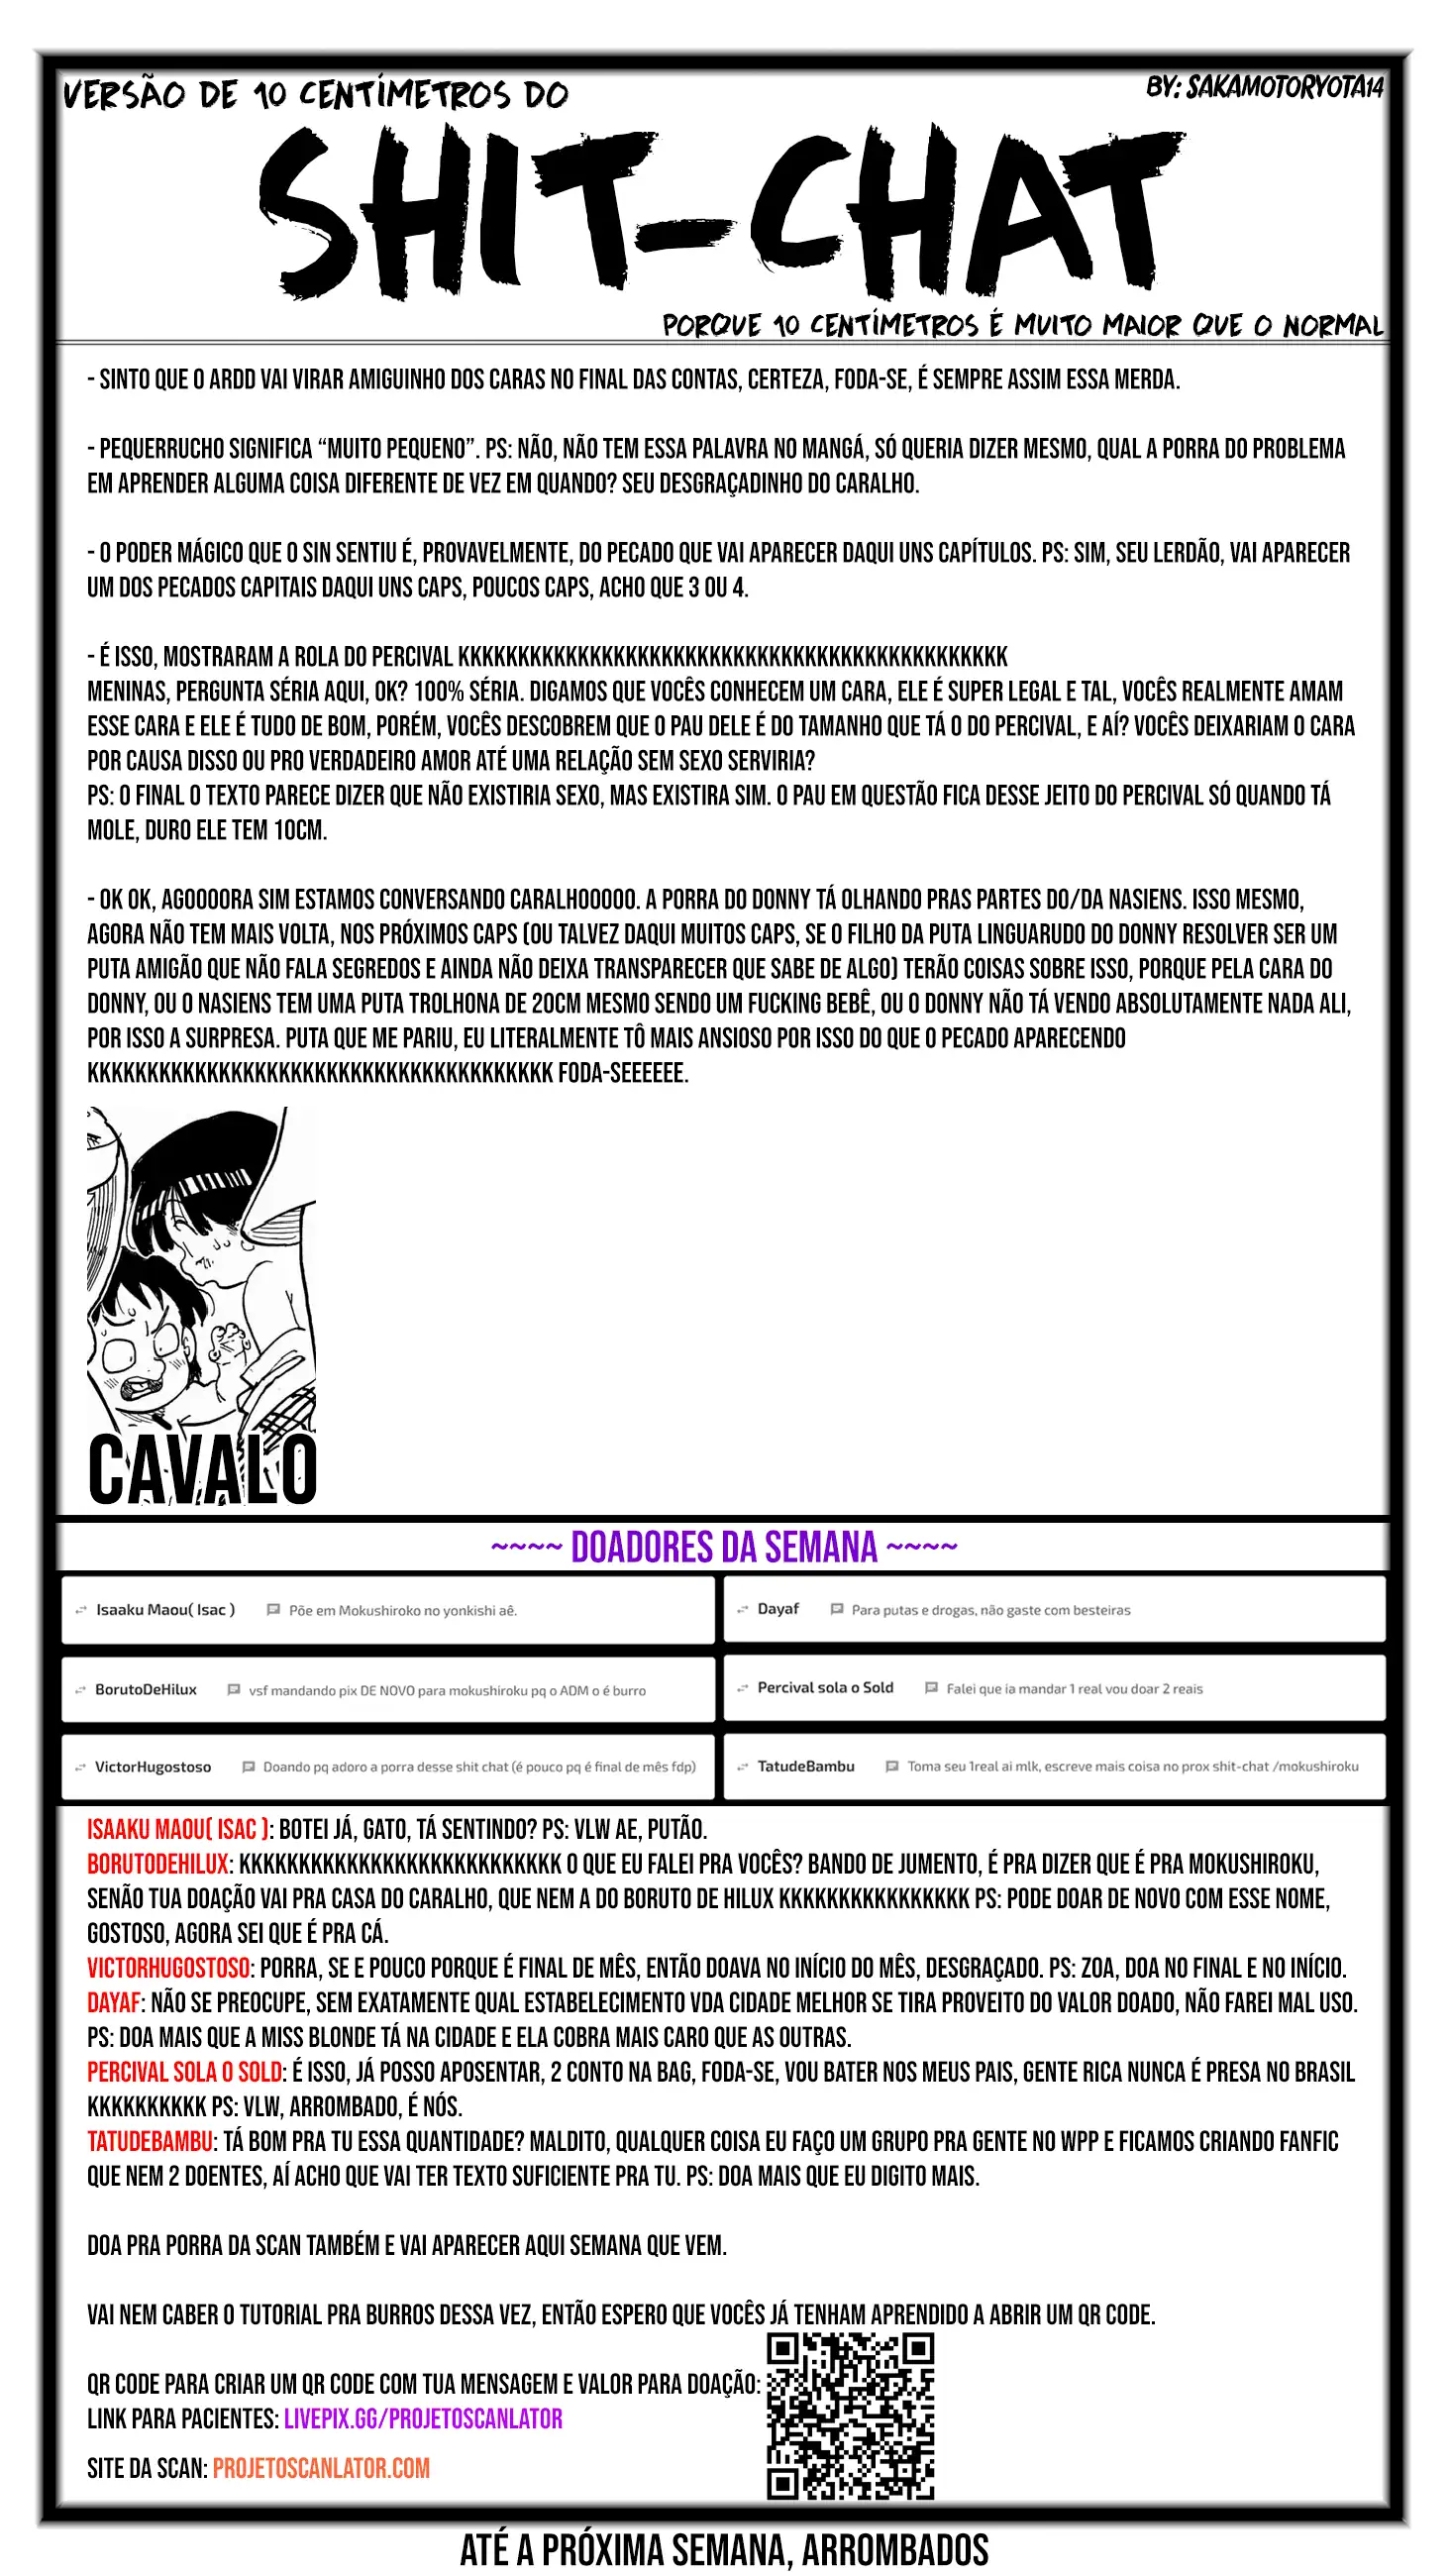 VERSÃO DE 10 CENTÍMETROS DO
BY: SAKAMOTORYOTA14
SHIT-CHAT
PORQUE 10 CENTÍMETROS É MUITO MAIOR QUE O NORMAL
- SINTO QUE O ARDD VAI VIRAR AMIGUINHO DOS CARAS NO FINAL DAS CONTAS, CERTEZA, FODA-SE, É SEMPRE ASSIM ESSA MERDA.
- PEQUERRUCHO SIGNIFICA “MUITO PEQUENO”. PS: NÃO, NÃO TEM ESSA PALAVRA NO MANGÁ, SÓ QUERIA DIZER MESMO, QUAL A PORRA DO PROBLEMA
EM APRENDER ALGUMA COISA DIFERENTE DE VEZ EM QUANDO? SEU DESGRAÇADINHO DO CARALHO.
- O PODER MÁGICO QUE O SIN SENTIU É, PROVAVELMENTE, DO PECADO QUE VAI APARECER DAQUI UNS CAPÍTULOS. PS: SIM, SEU LERDÃO, VAI APARECER
UM DOS PECADOS CAPITAIS DAQUI UNS CAPS, POUCOS CAPS, ACHO QUE 3 OU 4.
- É ISSO, MOSTRARAM A ROLA DO PERCIVAL KKKKKKKKKKKKKKKKKKKKKKKKKKKKKKKKKKKKKKKKKKKKKK
MENINAS, PERGUNTA SÉRIA AQUI, OK? 100% SÉRIA. DIGAMOS QUE VOCÊS CONHECEM UM CARA, ELE É SUPER LEGAL E TAL, VOCÊS REALMENTE AMAM
ESSE CARA E ELE É TUDO DE BOM, PORÉM, VOCÊS DESCOBREM QUE O PAU DELE É DO TAMANHO QUE TÁ O DO PERCIVAL, E AÍ? VOCÊS DEIXARIAM O CARA
POR CAUSA DISSO OU PRO VERDADEIRO AMOR ATÉ UMA RELAÇÃO SEM SEXO SERVIRIA?
PS: O FINAL O TEXTO PARECE DIZER QUE NÃO EXISTIRIA SEXO, MAS EXISTIRA SIM. O PAU EM QUESTÃO FICA DESSE JEITO DO PERCIVAL SÓ QUANDO TÁ
MOLE, DURO ELE TEM 10CM.
- OK OK, AGOOOORA SIM ESTAMOS CONVERSANDO CARALHOOOOO. A PORRA DO DONNY TÁ OLHANDO PRAS PARTES DO/DA NASIENS. ISSO MESMO,
AGORA NÃO TEM MAIS VOLTA, NOS PRÓXIMOS CAPS (OU TALVEZ DAQUI MUITOS CAPS, SE O FILHO DA PUTA LINGUARUDO DO DONNY RESOLVER SER UM
PUTA AMIGÃO QUE NÃO FALA SEGREDOS E AINDA NÃO DEIXA TRANSPARECER QUE SABE DE ALGO) TERÃO COISAS SOBRE ISSO, PORQUE PELA CARA DO
DONNY, OU O NASIENS TEM UMA PUTA TROLHONA DE 20CM MESMO SENDO UM FUCKING BEBÊ, OU O DONNY NÃO TÁ VENDO ABSOLUTAMENTE NADA ALI,
POR ISSO A SURPRESA. PUTA QUE ME PARIU, EU LITERALMENTE TÔ MAIS ANSIOSO POR ISSO DO QUE O PECADO APARECENDO
KKKKKKKKKKKKKKKKKKKKKKKKKKKKKKKKKKKKKKK FODA-SEEEEEE.
CAVALO
~~~~ DOADORES DA SEMANA ~~~~
Isaaku Maou( Isac ) Põe em Mokushiroko no yonkishi aê.
Dayaf Para putas e drogas, não gaste com besteiras
BorutoDeHilux vsf mandando pix DE NOVO para mokushiroku pq o ADM o é burro
Percival sola o Sold Falei que ia mandar 1 real vou doar 2 reais
VictorHugostoso Doando pq adoro a porra desse shit chat (é pouco pq é final de mês fdp)
TatudeBambu Toma seu 1real ai mlk, escreve mais coisa no prox shit-chat /mokushiroku
ISAAKU MAOU( ISAC ): BOTEI JÁ, GATO, TÁ SENTINDO? PS: VLW AE, PUTÃO.
BORUTODEHILUX: KKKKKKKKKKKKKKKKKKKKKKKKKKK O QUE EU FALEI PRA VOCÊS? BANDO DE JUMENTO, É PRA DIZER QUE É PRA MOKUSHIROKU,
SENÃO TUA DOAÇÃO VAI PRA CASA DO CARALHO, QUE NEM A DO BORUTO DE HILUX KKKKKKKKKKKKKKKK PS: PODE DOAR DE NOVO COM ESSE NOME,
GOSTOSO, AGORA SEI QUE É PRA CÁ.
VICTORHUGOSTOSO: PORRA, SE E POUCO PORQUE É FINAL DE MÊS, ENTÃO DOAVA NO INÍCIO DO MÊS, DESGRAÇADO. PS: ZOA, DOA NO FINAL E NO INÍCIO.
DAYAF: NÃO SE PREOCUPE, SEM EXATAMENTE QUAL ESTABELECIMENTO VDA CIDADE MELHOR SE TIRA PROVEITO DO VALOR DOADO, NÃO FAREI MAL USO.
PS: DOA MAIS QUE A MISS BLONDE TÁ NA CIDADE E ELA COBRA MAIS CARO QUE AS OUTRAS.
PERCIVAL SOLA O SOLD: É ISSO, JÁ POSSO APOSENTAR, 2 CONTO NA BAG, FODA-SE, VOU BATER NOS MEUS PAIS, GENTE RICA NUNCA É PRESA NO BRASIL
KKKKKKKKKK PS: VLW, ARROMBADO, É NÓS.
TATUDEBAMBU: TÁ BOM PRA TU ESSA QUANTIDADE? MALDITO, QUALQUER COISA EU FAÇO UM GRUPO PRA GENTE NO WPP E FICAMOS CRIANDO FANFIC
QUE NEM 2 DOENTES, AÍ ACHO QUE VAI TER TEXTO SUFICIENTE PRA TU. PS: DOA MAIS QUE EU DIGITO MAIS.
DOA PRA PORRA DA SCAN TAMBÉM E VAI APARECER AQUI SEMANA QUE VEM.
VAI NEM CABER O TUTORIAL PRA BURROS DESSA VEZ, ENTÃO ESPERO QUE VOCÊS JÁ TENHAM APRENDIDO A ABRIR UM QR CODE.
QR CODE PARA CRIAR UM QR CODE COM TUA MENSAGEM E VALOR PARA DOAÇÃO:
LINK PARA PACIENTES: LIVEPIX.GG/PROJETOSCANLATOR
SITE DA SCAN: PROJETOSCANLATOR.COM
ATÉ A PRÓXIMA SEMANA, ARROMBADOS